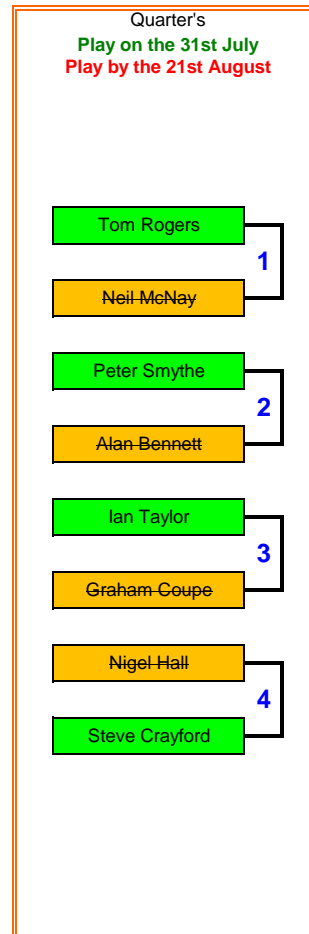 Quarter's
Play on the 31st July
Play by the 21st August
Tom Rogers
1
Neil McNay
Peter Smythe
2
Alan Bennett
Ian Taylor
3
Graham Coupe
Nigel Hall
4
Steve Crayford